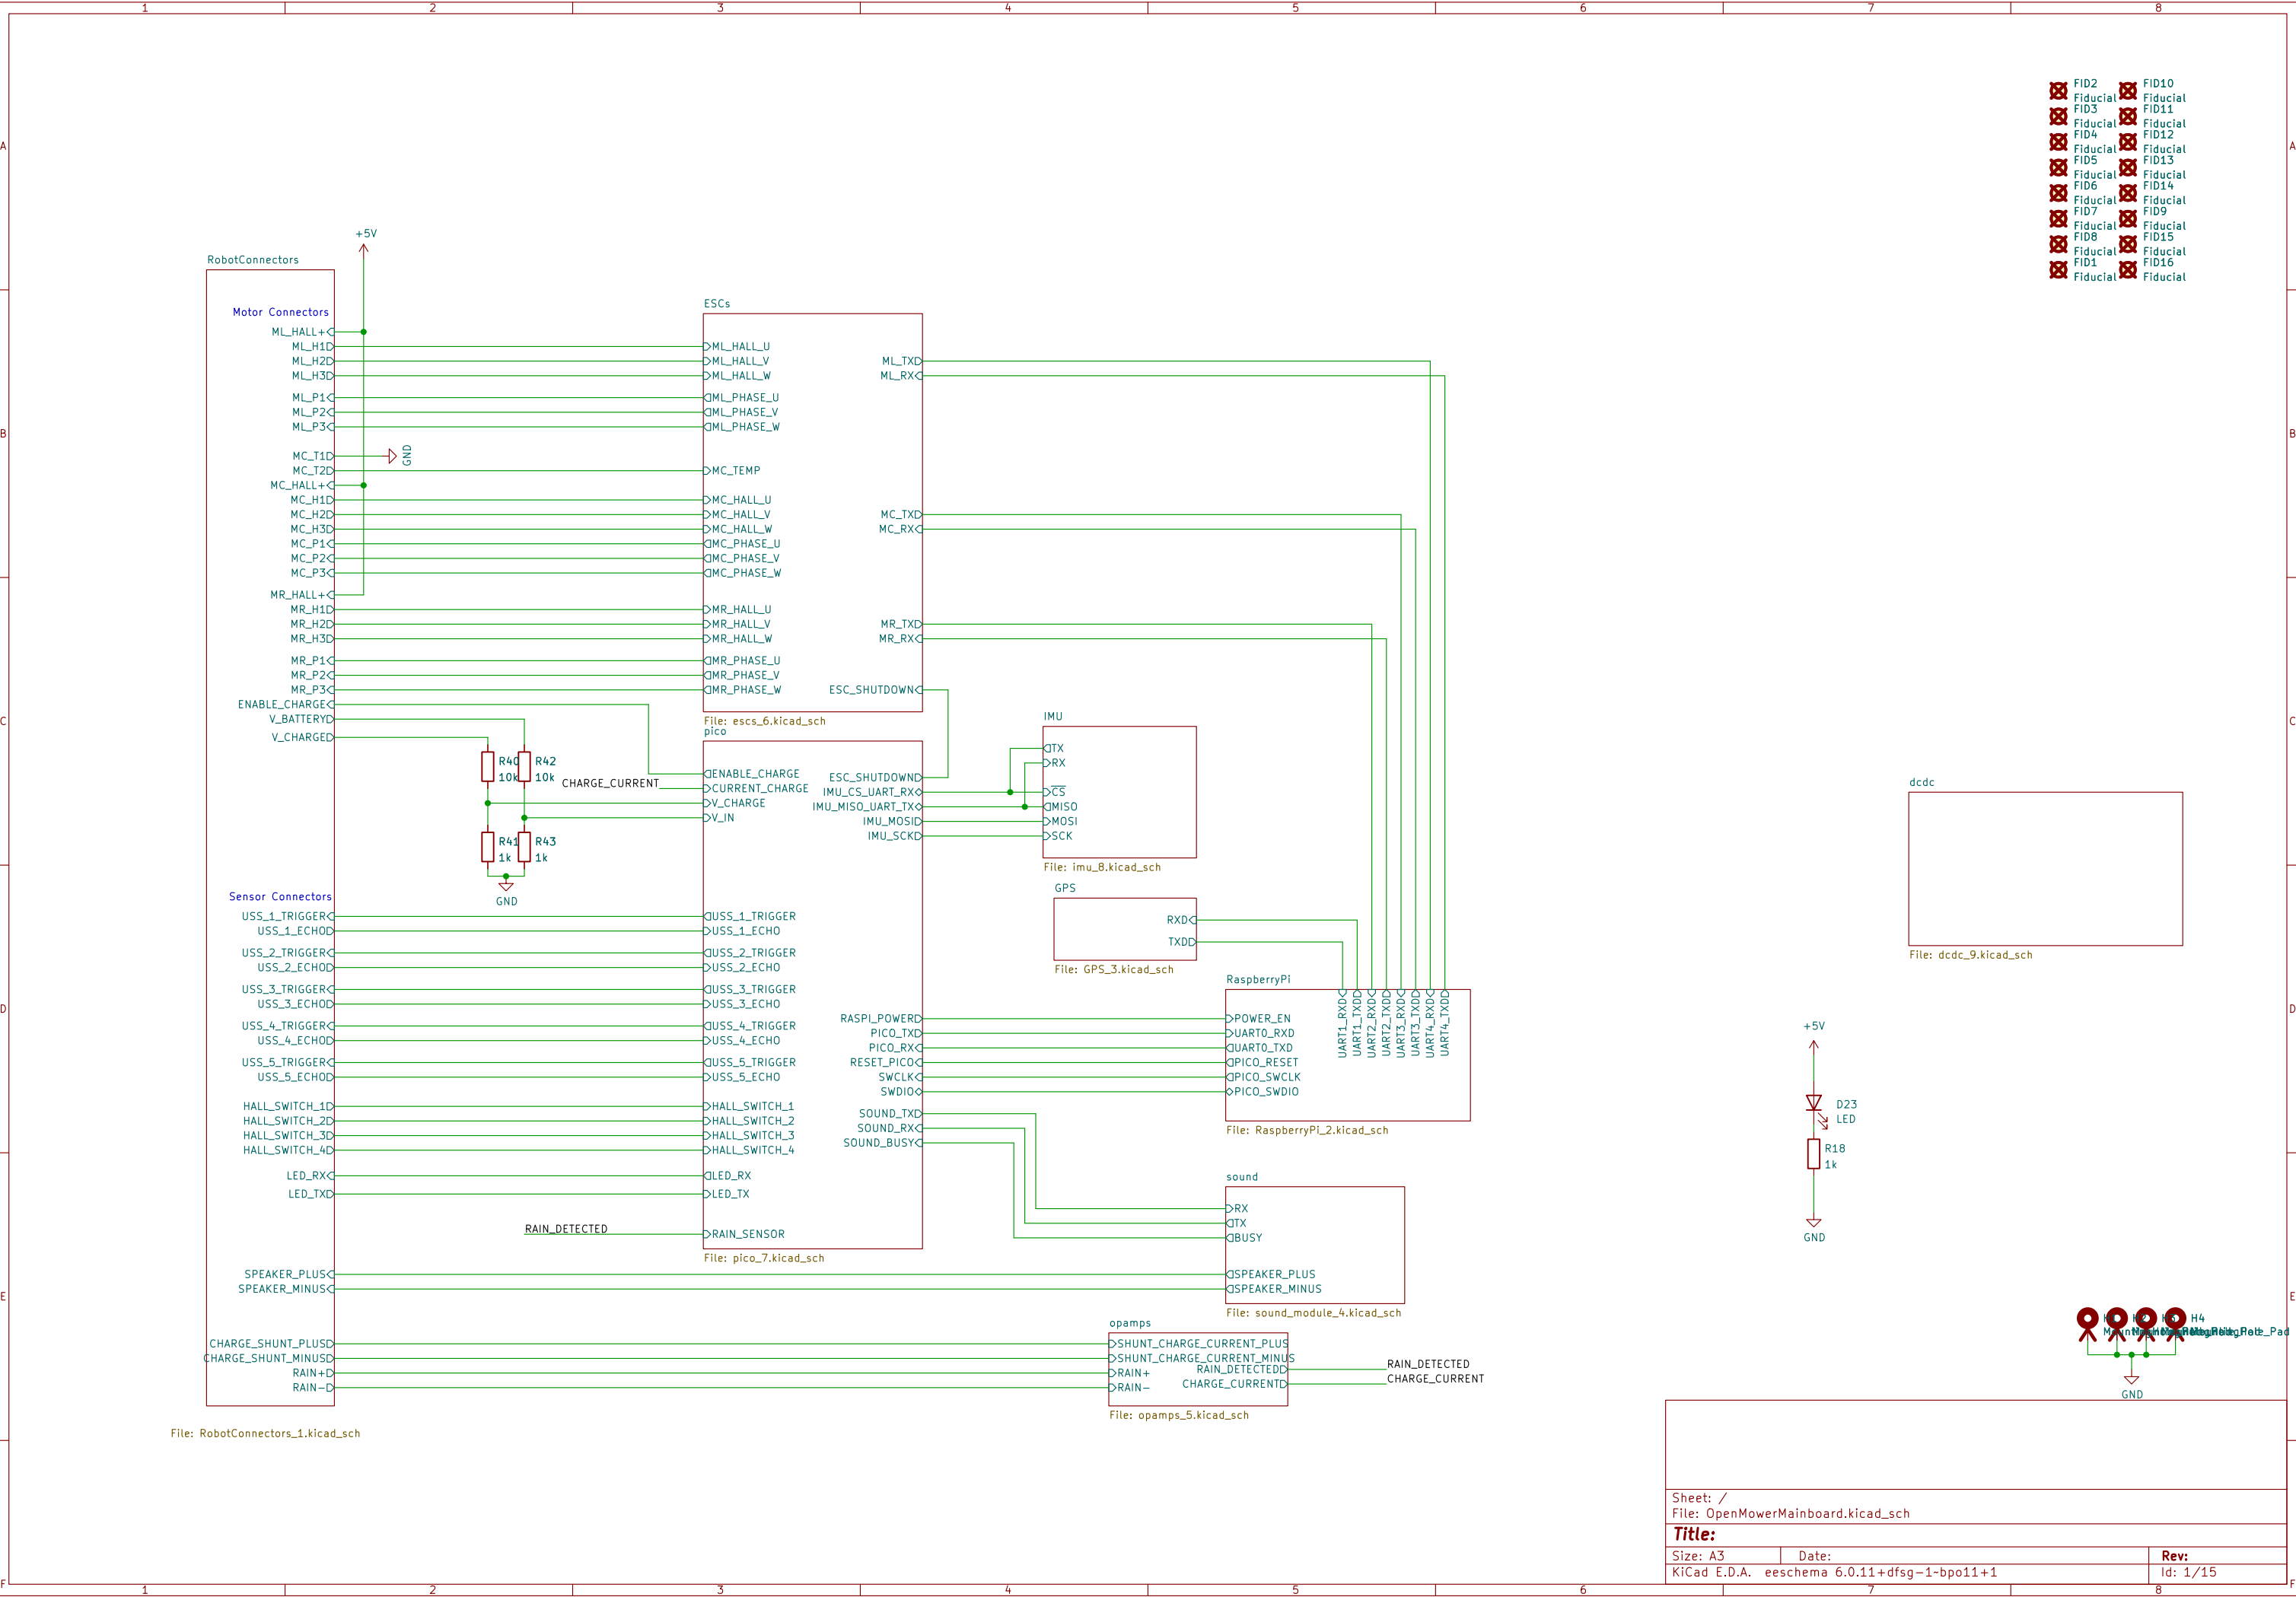 1 2 3 4 5 6 7 8
A
B
C
D
E
F
A
B
C
D
E
F
FID2
Fiducial
FID3
Fiducial
FID4
Fiducial
FID5
Fiducial
FID6
Fiducial
FID7
Fiducial
FID8
Fiducial
FID1
Fiducial
FID10
Fiducial
FID11
Fiducial
FID12
Fiducial
FID13
Fiducial
FID14
Fiducial
FID9
Fiducial
FID15
Fiducial
FID16
Fiducial
+5V
RobotConnectors
Motor Connectors
ML_HALL+
ML_H1
ML_H2
ML_H3
ML_P1
ML_P2
ML_P3
MC_T1
MC_T2
MC_HALL+
MC_H1
MC_H2
MC_H3
MC_P1
MC_P2
MC_P3
MR_HALL+
MR_H1
MR_H2
MR_H3
MR_P1
MR_P2
MR_P3
ENABLE_CHARGE
V_BATTERY
V_CHARGE
Sensor Connectors
USS_1_TRIGGER
USS_1_ECHO
USS_2_TRIGGER
USS_2_ECHO
USS_3_TRIGGER
USS_3_ECHO
USS_4_TRIGGER
USS_4_ECHO
USS_5_TRIGGER
USS_5_ECHO
HALL_SWITCH_1
HALL_SWITCH_2
HALL_SWITCH_3
HALL_SWITCH_4
LED_RX
LED_TX
SPEAKER_PLUS
SPEAKER_MINUS
CHARGE_SHUNT_PLUS
CHARGE_SHUNT_MINUS
RAIN+
RAIN-
File: RobotConnectors_1.kicad_sch
GND
R40
10k
R42
10k
R41
1k
R43
1k
GND
CHARGE_CURRENT
RAIN_DETECTED
ESCs
ML_HALL_U
ML_HALL_V
ML_HALL_W
ML_PHASE_U
ML_PHASE_V
ML_PHASE_W
MC_TEMP
MC_HALL_U
MC_HALL_V
MC_HALL_W
MC_PHASE_U
MC_PHASE_V
MC_PHASE_W
MR_HALL_U
MR_HALL_V
MR_HALL_W
MR_PHASE_U
MR_PHASE_V
MR_PHASE_W
ML_TX
ML_RX
MC_TX
MC_RX
MR_TX
MR_RX
ESC_SHUTDOWN
File: escs_6.kicad_sch
pico
ENABLE_CHARGE
CURRENT_CHARGE
V_CHARGE
V_IN
USS_1_TRIGGER
USS_1_ECHO
USS_2_TRIGGER
USS_2_ECHO
USS_3_TRIGGER
USS_3_ECHO
USS_4_TRIGGER
USS_4_ECHO
USS_5_TRIGGER
USS_5_ECHO
HALL_SWITCH_1
HALL_SWITCH_2
HALL_SWITCH_3
HALL_SWITCH_4
LED_RX
LED_TX
RAIN_SENSOR
ESC_SHUTDOWN
IMU_CS_UART_RX
IMU_MISO_UART_TX
IMU_MOSI
IMU_SCK
RASPI_POWER
PICO_TX
PICO_RX
RESET_PICO
SWCLK
SWDIO
SOUND_TX
SOUND_RX
SOUND_BUSY
File: pico_7.kicad_sch
IMU
TX
RX
CS
MISO
MOSI
SCK
File: imu_8.kicad_sch
GPS
RXD
TXD
File: GPS_3.kicad_sch
RaspberryPi
POWER_EN
UART0_RXD
UART0_TXD
PICO_RESET
PICO_SWCLK
PICO_SWDIO
UART1_RXD
UART1_TXD
UART2_RXD
UART2_TXD
UART3_RXD
UART3_TXD
UART4_RXD
UART4_TXD
File: RaspberryPi_2.kicad_sch
sound
RX
TX
BUSY
SPEAKER_PLUS
SPEAKER_MINUS
File: sound_module_4.kicad_sch
opamps
SHUNT_CHARGE_CURRENT_PLUS
SHUNT_CHARGE_CURRENT_MINUS
RAIN+
RAIN-
RAIN_DETECTED
CHARGE_CURRENT
File: opamps_5.kicad_sch
RAIN_DETECTED
CHARGE_CURRENT
dcdc
File: dcdc_9.kicad_sch
+5V
D23
LED
R18
1k
GND
H4
GND
Sheet: /
File: OpenMowerMainboard.kicad_sch
Title:
Size: A3 Date: Rev:
KiCad E.D.A. eeschema 6.0.11+dfsg-1~bpo11+1 Id: 1/15
1 2 3 4 5 6 7 8